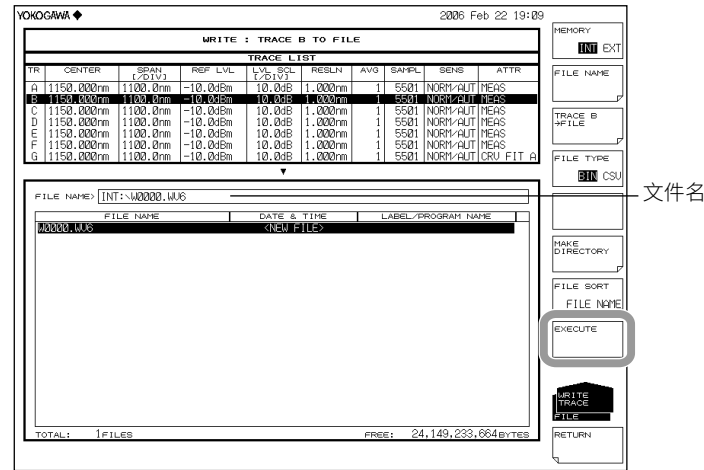 YOKOGAWA ◆ 2006 Feb 22 19:09
WRITE : TRACE B TO FILE
TRACE LIST
TR CENTER SPAN [/DIV] REF LVL LVL SCL [/DIV] RESLN AVG SAMPL SENS ATTR
A 1150.000nm 1100.0nm -10.0dBm 10.0dB 1.000nm 1 5501 NORM/AUT MEAS
B 1150.000nm 1100.0nm -10.0dBm 10.0dB 1.000nm 1 5501 NORM/AUT MEAS
C 1150.000nm 1100.0nm -10.0dBm 10.0dB 1.000nm 1 5501 NORM/AUT MEAS
D 1150.000nm 1100.0nm -10.0dBm 10.0dB 1.000nm 1 5501 NORM/AUT MEAS
E 1150.000nm 1100.0nm -10.0dBm 10.0dB 1.000nm 1 5501 NORM/AUT MEAS
F 1150.000nm 1100.0nm -10.0dBm 10.0dB 1.000nm 1 5501 NORM/AUT MEAS
G 1150.000nm 1100.0nm -10.0dBm 10.0dB 1.000nm 1 5501 NORM/AUT CRV FIT A
▼
FILE NAME> INT:\W0000.WV6
文件名
FILE NAME DATE & TIME LABEL/PROGRAM NAME
W0000.WV6 <NEW FILE>
TOTAL: 1FILES FREE: 24,149,233,664BYTES
MEMORY
INT EXT
FILE NAME
TRACE B
→FILE
FILE TYPE
BIN CSV
MAKE
DIRECTORY
FILE SORT
FILE NAME
EXECUTE
WRITE
TRACE
FILE
RETURN